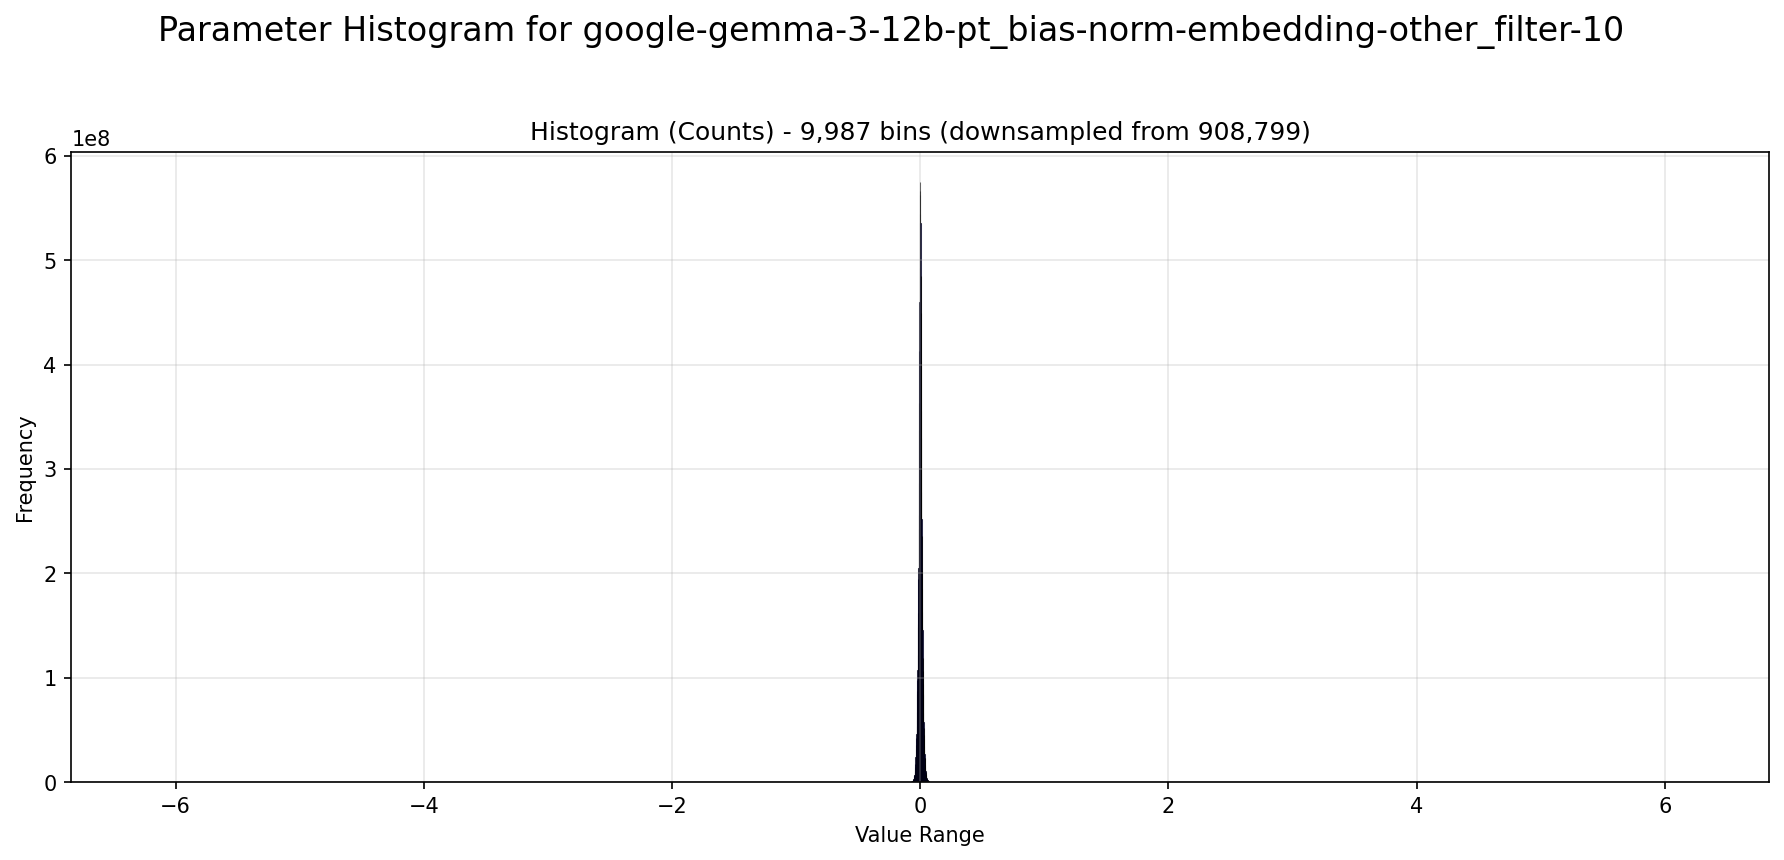 Parameter Histogram for google-gemma-3-12b-pt_bias-norm-embedding-other_filter-10
Histogram (Counts) - 9,987 bins (downsampled from 908,799)
1e8
6
5
4
3
2
1
0
Frequency
−6 −4 −2 0 2 4 6
Value Range